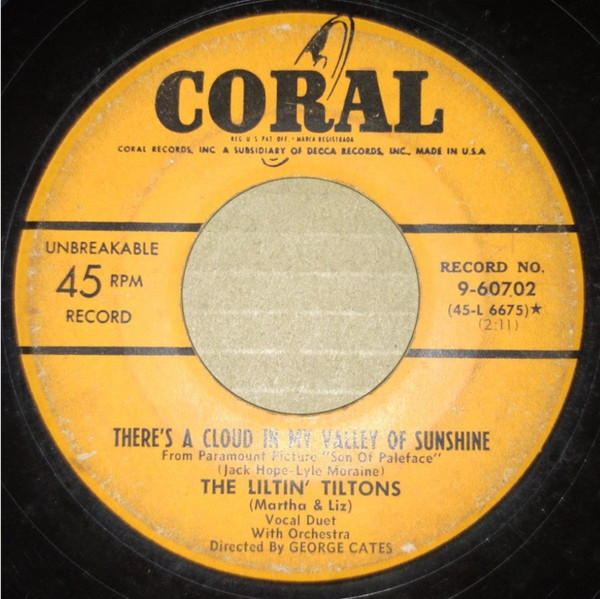 CORAL
REG. U.S. PAT. OFF. - MARCA REGISTRADA
CORAL RECORDS, INC. A SUBSIDIARY OF DECCA RECORDS, INC., MADE IN U.S.A.
UNBREAKABLE
45 RPM
RECORD
RECORD NO.
9-60702
(45-L 6675)★
(2:11)
THERE'S A CLOUD IN MY VALLEY OF SUNSHINE
From Paramount Picture "Son Of Paleface"
(Jack Hope-Lyle Moraine)
THE LILTIN' TILTONS
(Martha & Liz)
Vocal Duet
With Orchestra
Directed By GEORGE CATES